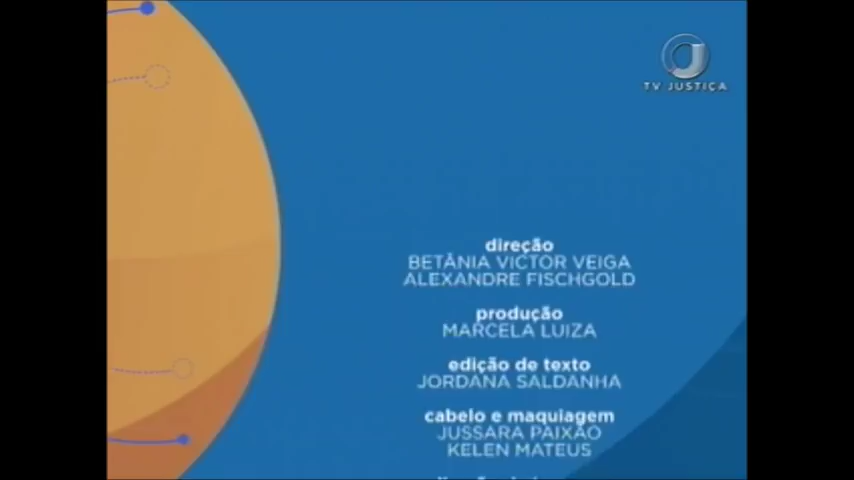 TV JUSTIÇA
direção
BETÂNIA VICTOR VEIGA
ALEXANDRE FISCHGOLD
produção
MARCELA LUIZA
edição de texto
JORDANA SALDANHA
cabelo e maquiagem
JUSSARA PAIXÃO
KELEN MATEUS